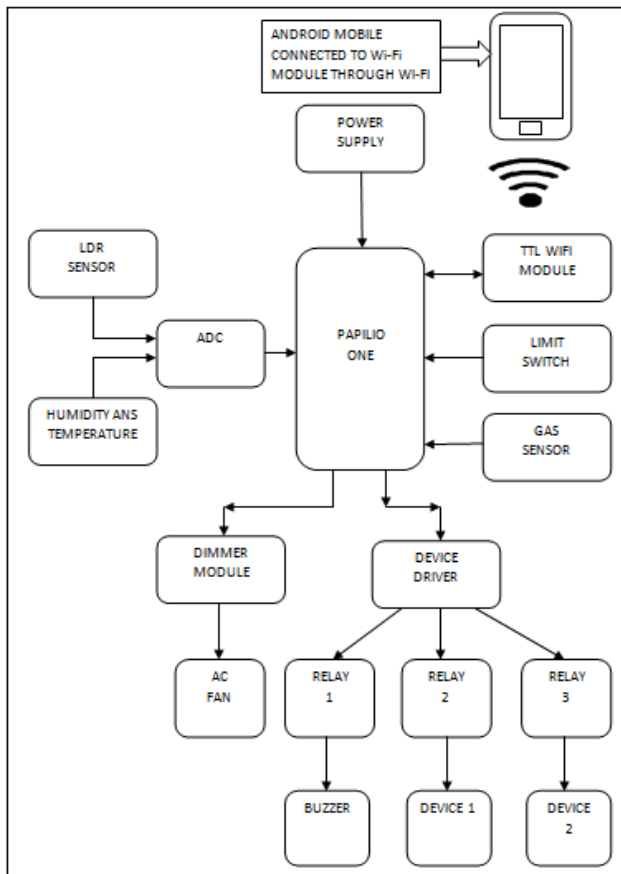 ANDROID MOBILE
CONNECTED TO Wi-Fi
MODULE THROUGH WI-FI
POWER
SUPPLY
LDR
SENSOR
ADC
HUMIDITY ANS
TEMPERATURE
PAPILIO
ONE
TTL WIFI
MODULE
LIMIT
SWITCH
GAS
SENSOR
DIMMER
MODULE
DEVICE
DRIVER
AC
FAN
RELAY
1
RELAY
2
RELAY
3
BUZZER
DEVICE 1
DEVICE
2